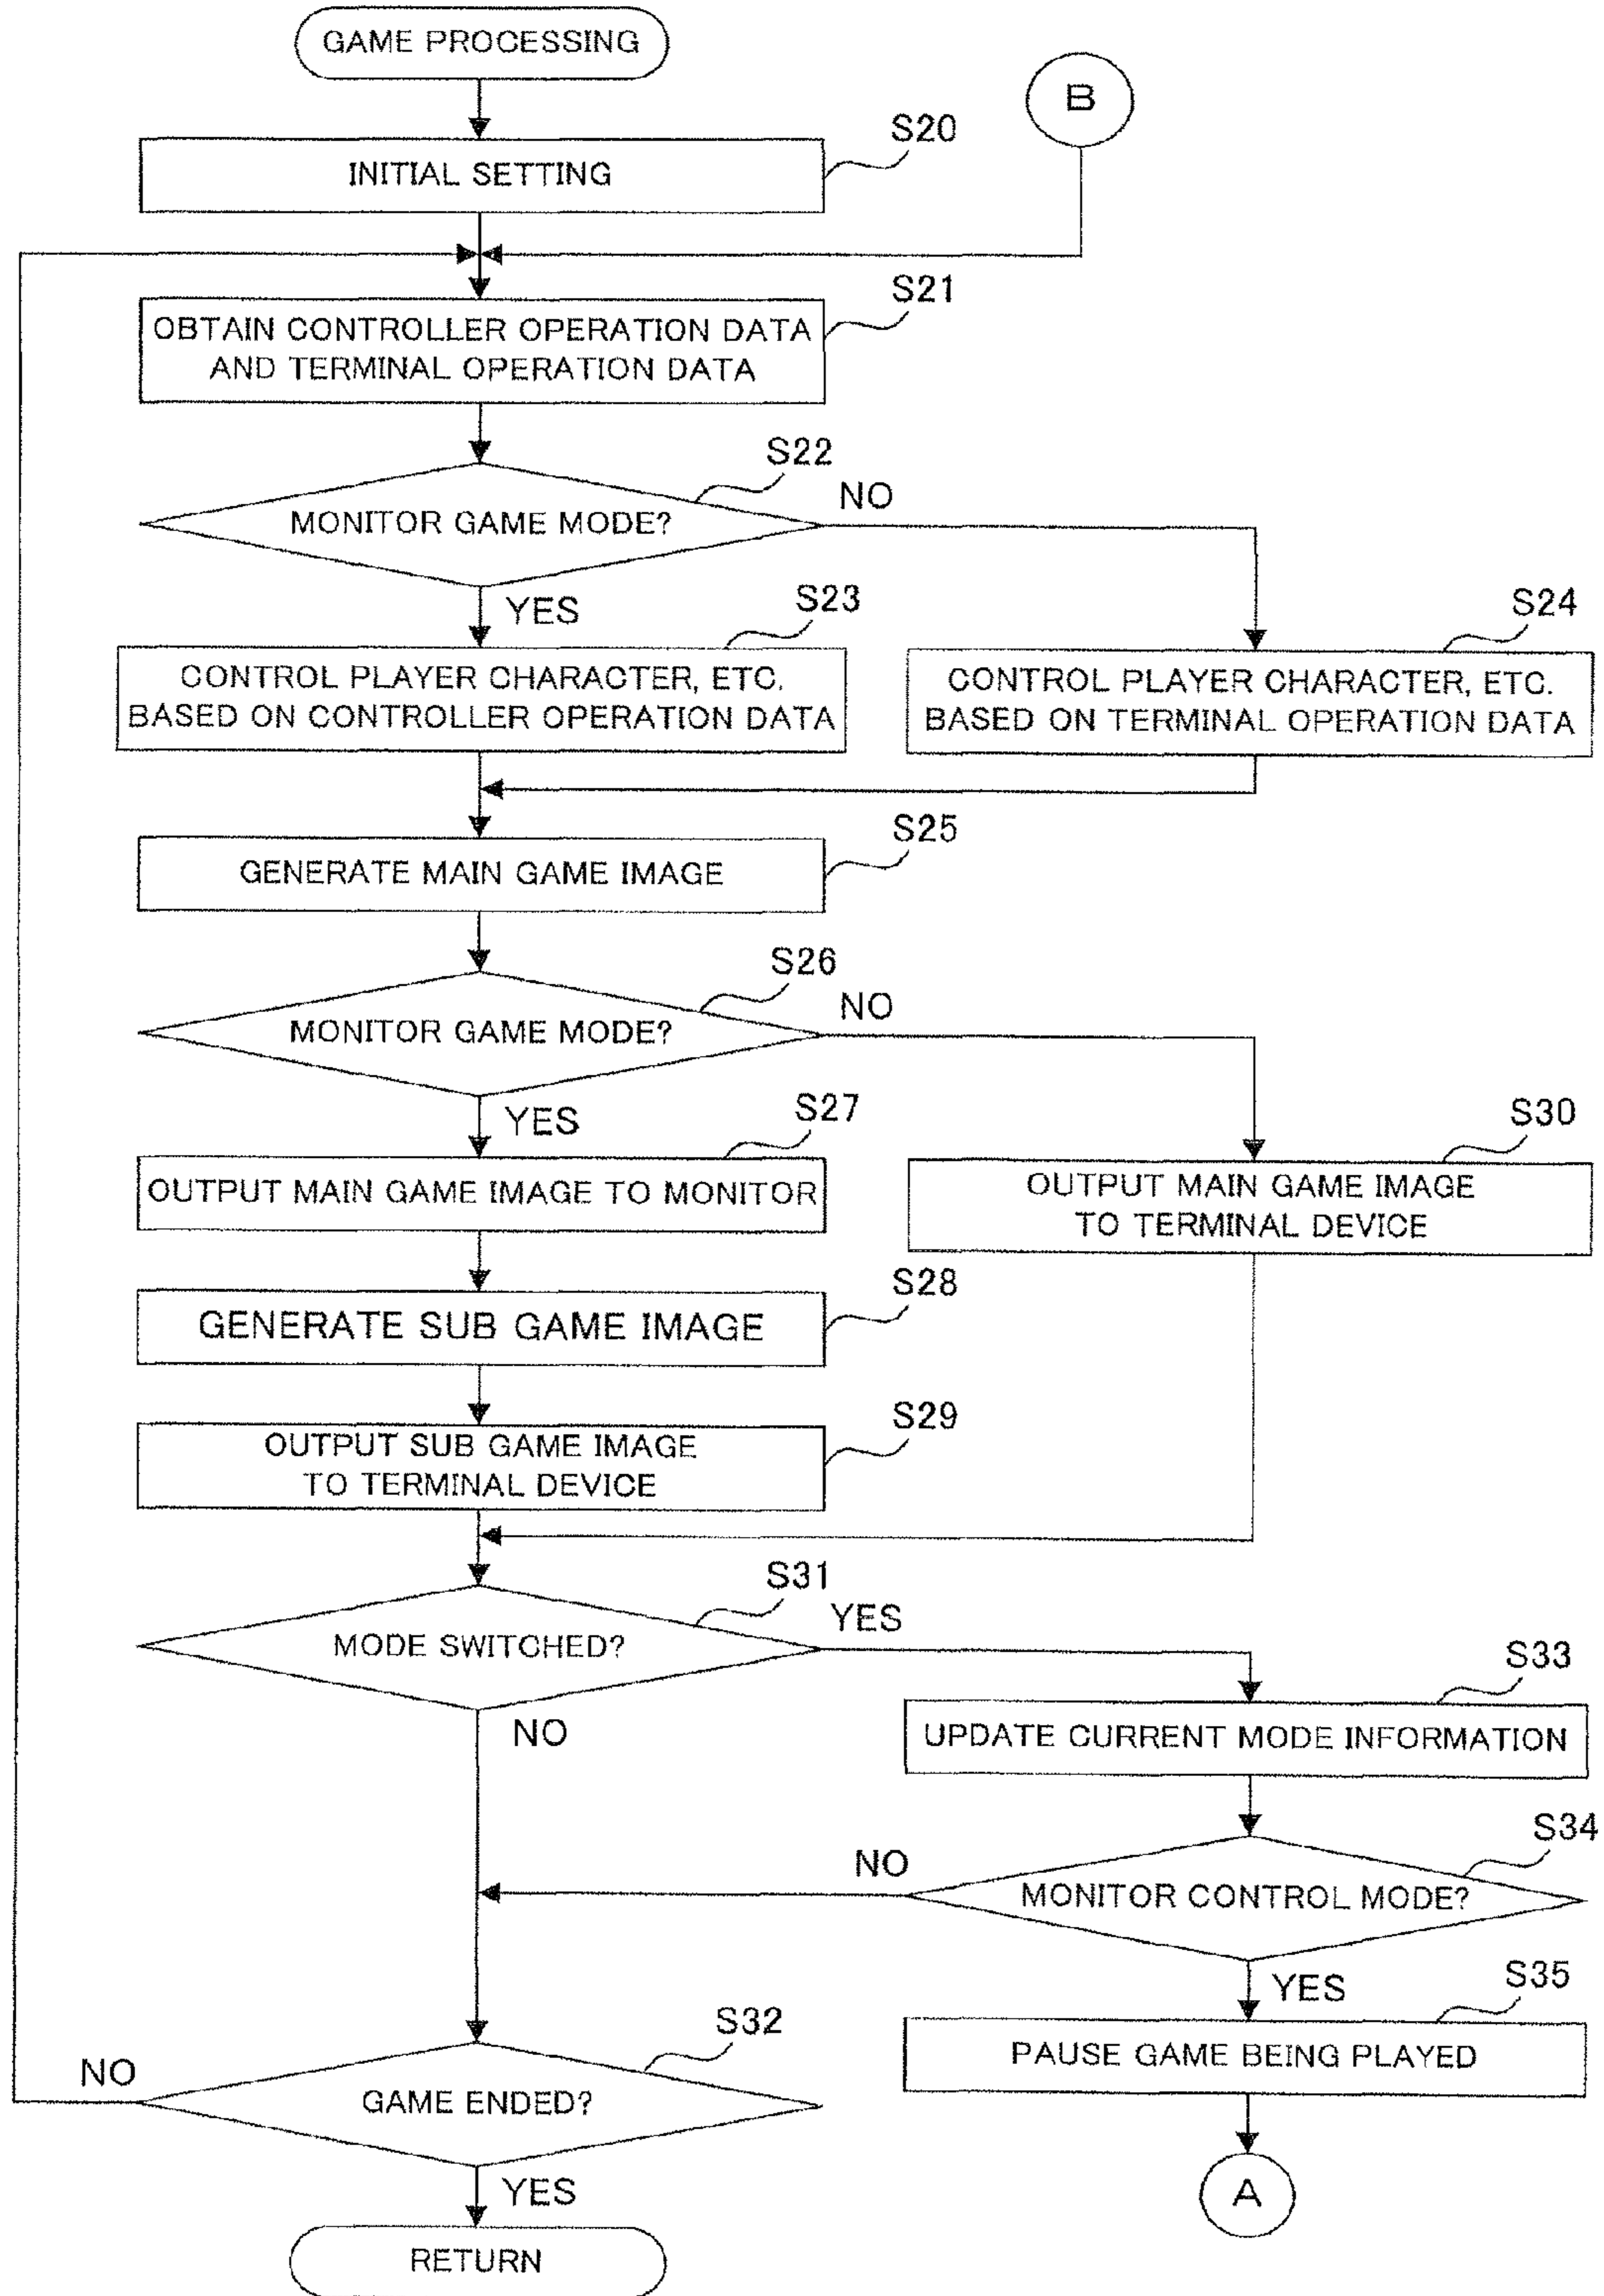 GAME PROCESSING
B
S20
INITIAL SETTING
S21
OBTAIN CONTROLLER OPERATION DATA
AND TERMINAL OPERATION DATA
S22
MONITOR GAME MODE?
NO
YES
S23
CONTROL PLAYER CHARACTER, ETC.
BASED ON CONTROLLER OPERATION DATA
S24
CONTROL PLAYER CHARACTER, ETC.
BASED ON TERMINAL OPERATION DATA
S25
GENERATE MAIN GAME IMAGE
S26
MONITOR GAME MODE?
NO
YES
S27
OUTPUT MAIN GAME IMAGE TO MONITOR
S30
OUTPUT MAIN GAME IMAGE
TO TERMINAL DEVICE
S28
GENERATE SUB GAME IMAGE
S29
OUTPUT SUB GAME IMAGE
TO TERMINAL DEVICE
S31
MODE SWITCHED?
YES
NO
S33
UPDATE CURRENT MODE INFORMATION
S34
MONITOR CONTROL MODE?
NO
YES
S35
PAUSE GAME BEING PLAYED
A
S32
GAME ENDED?
NO
YES
RETURN